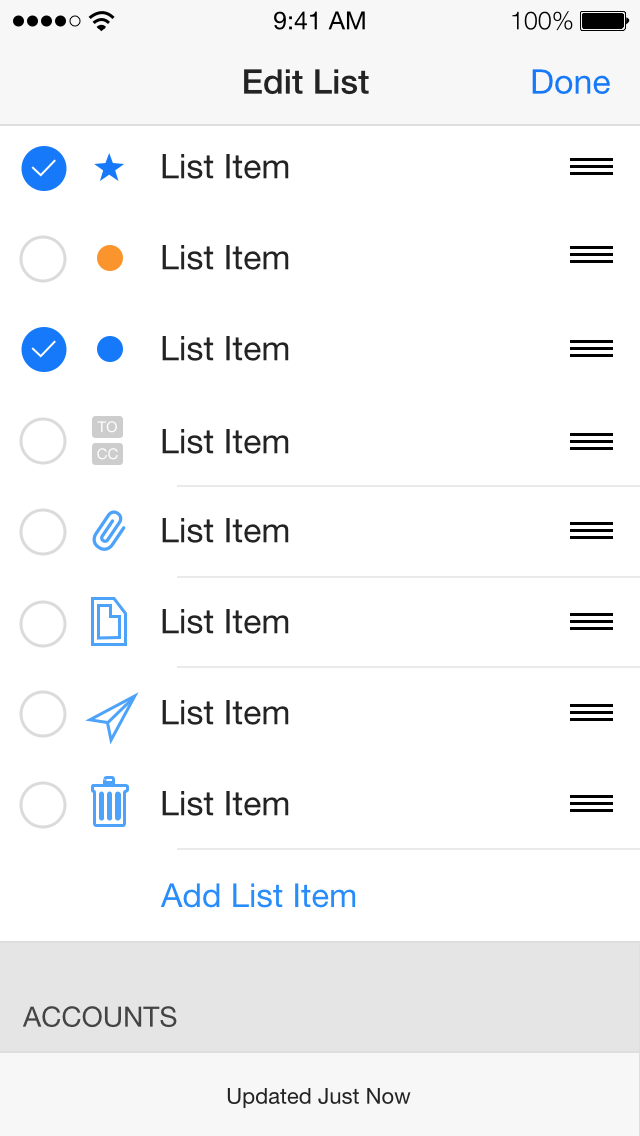 9:41 AM 100%
Edit List Done
List Item
List Item
List Item
TO
CC
List Item
List Item
List Item
List Item
List Item
Add List Item
ACCOUNTS
Updated Just Now